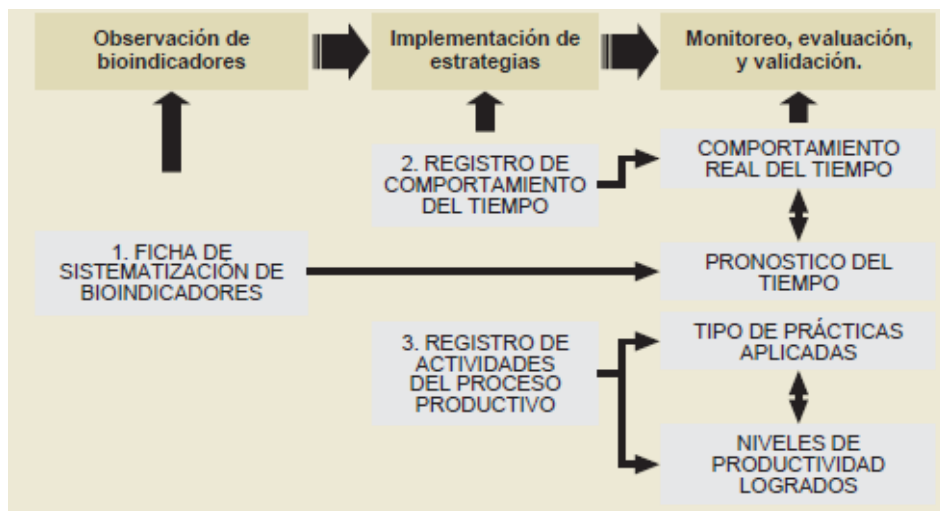 Observación de
bioindicadores
Implementación de
estrategias
Monitoreo, evaluación,
y validación.
2. REGISTRO DE
COMPORTAMIENTO
DEL TIEMPO
COMPORTAMIENTO
REAL DEL TIEMPO
1. FICHA DE
SISTEMATIZACIÓN DE
BIOINDICADORES
PRONOSTICO DEL
TIEMPO
3. REGISTRO DE
ACTIVIDADES
DEL PROCESO
PRODUCTIVO
TIPO DE PRÁCTICAS
APLICADAS
NIVELES DE
PRODUCTIVIDAD
LOGRADOS